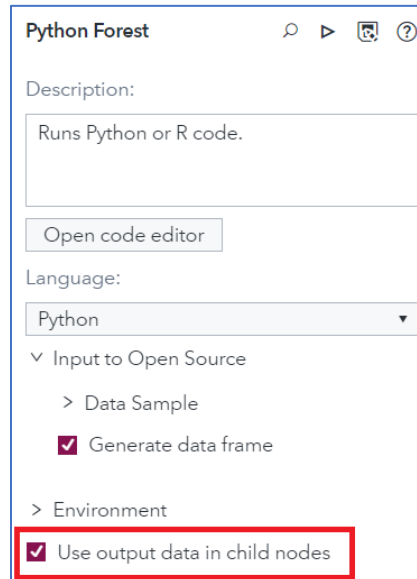 Python Forest
Description:
Runs Python or R code.
Open code editor
Language:
Python
Input to Open Source
Data Sample
Generate data frame
Environment
Use output data in child nodes